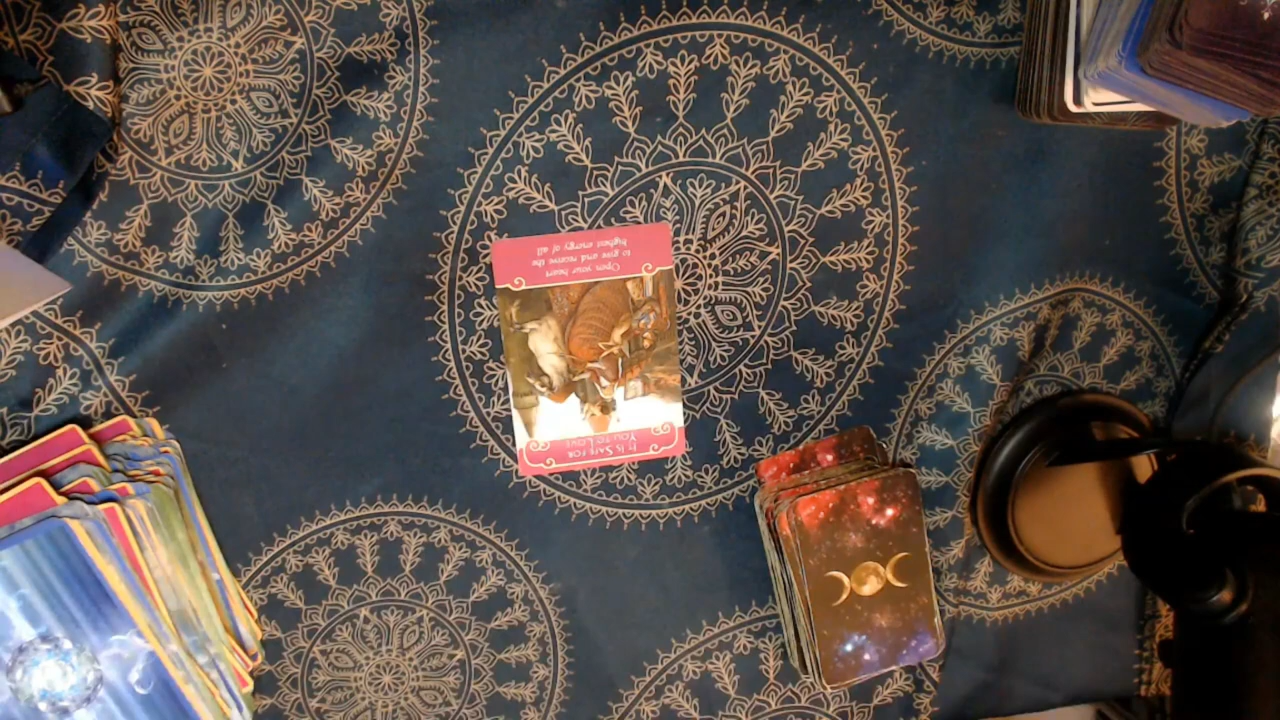 IT IS SAFE FOR
YOU TO LOVE
Open your heart
to give and receive the
highest energy of all